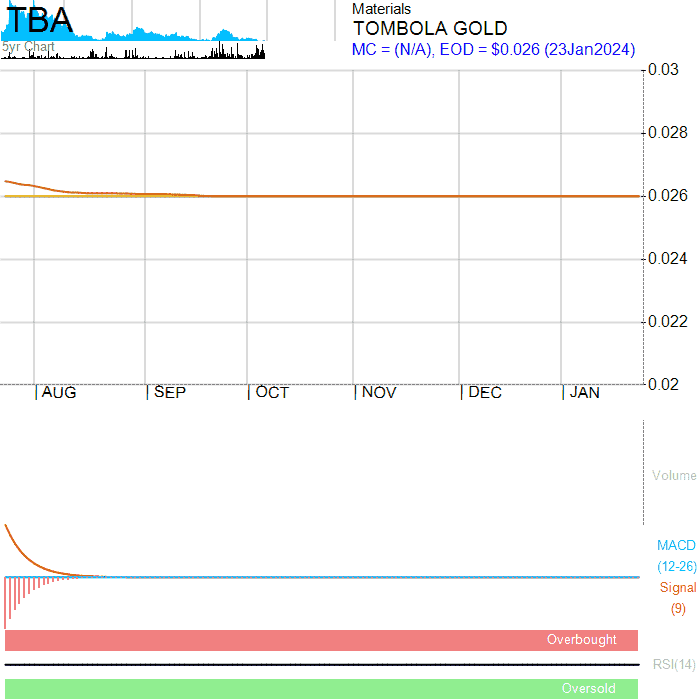 TBA
5yr Chart
Materials
TOMBOLA GOLD
MC = (N/A), EOD = $0.026 (23Jan2024)
0.03
0.028
0.026
0.024
0.022
0.02
AUG SEP OCT NOV DEC JAN
Volume
MACD
(12-26)
Signal
(9)
Overbought
RSI(14)
Oversold